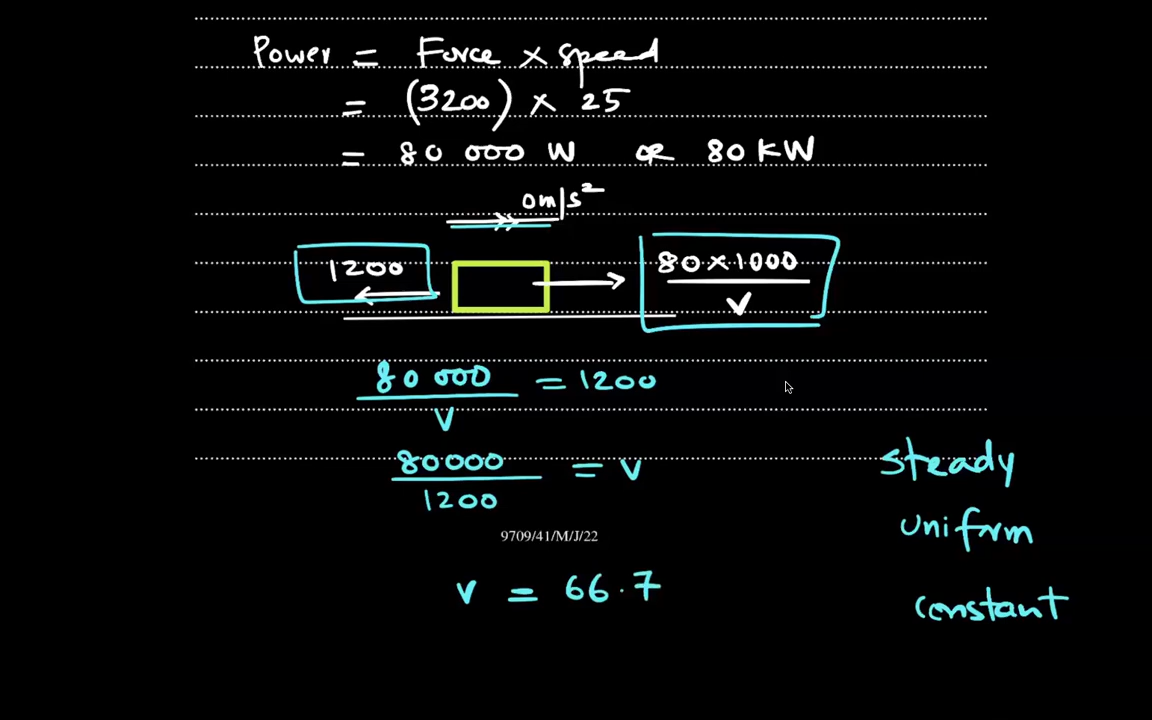 Power = Force × speed
= (3200) × 25
= 80 000 W OR 80 KW
0m/s²
1200
80×1000
V
80 000 = 1200
V
80000 = V
1200
steady
uniform
9709/41/M/J/22
V = 66.7
constant